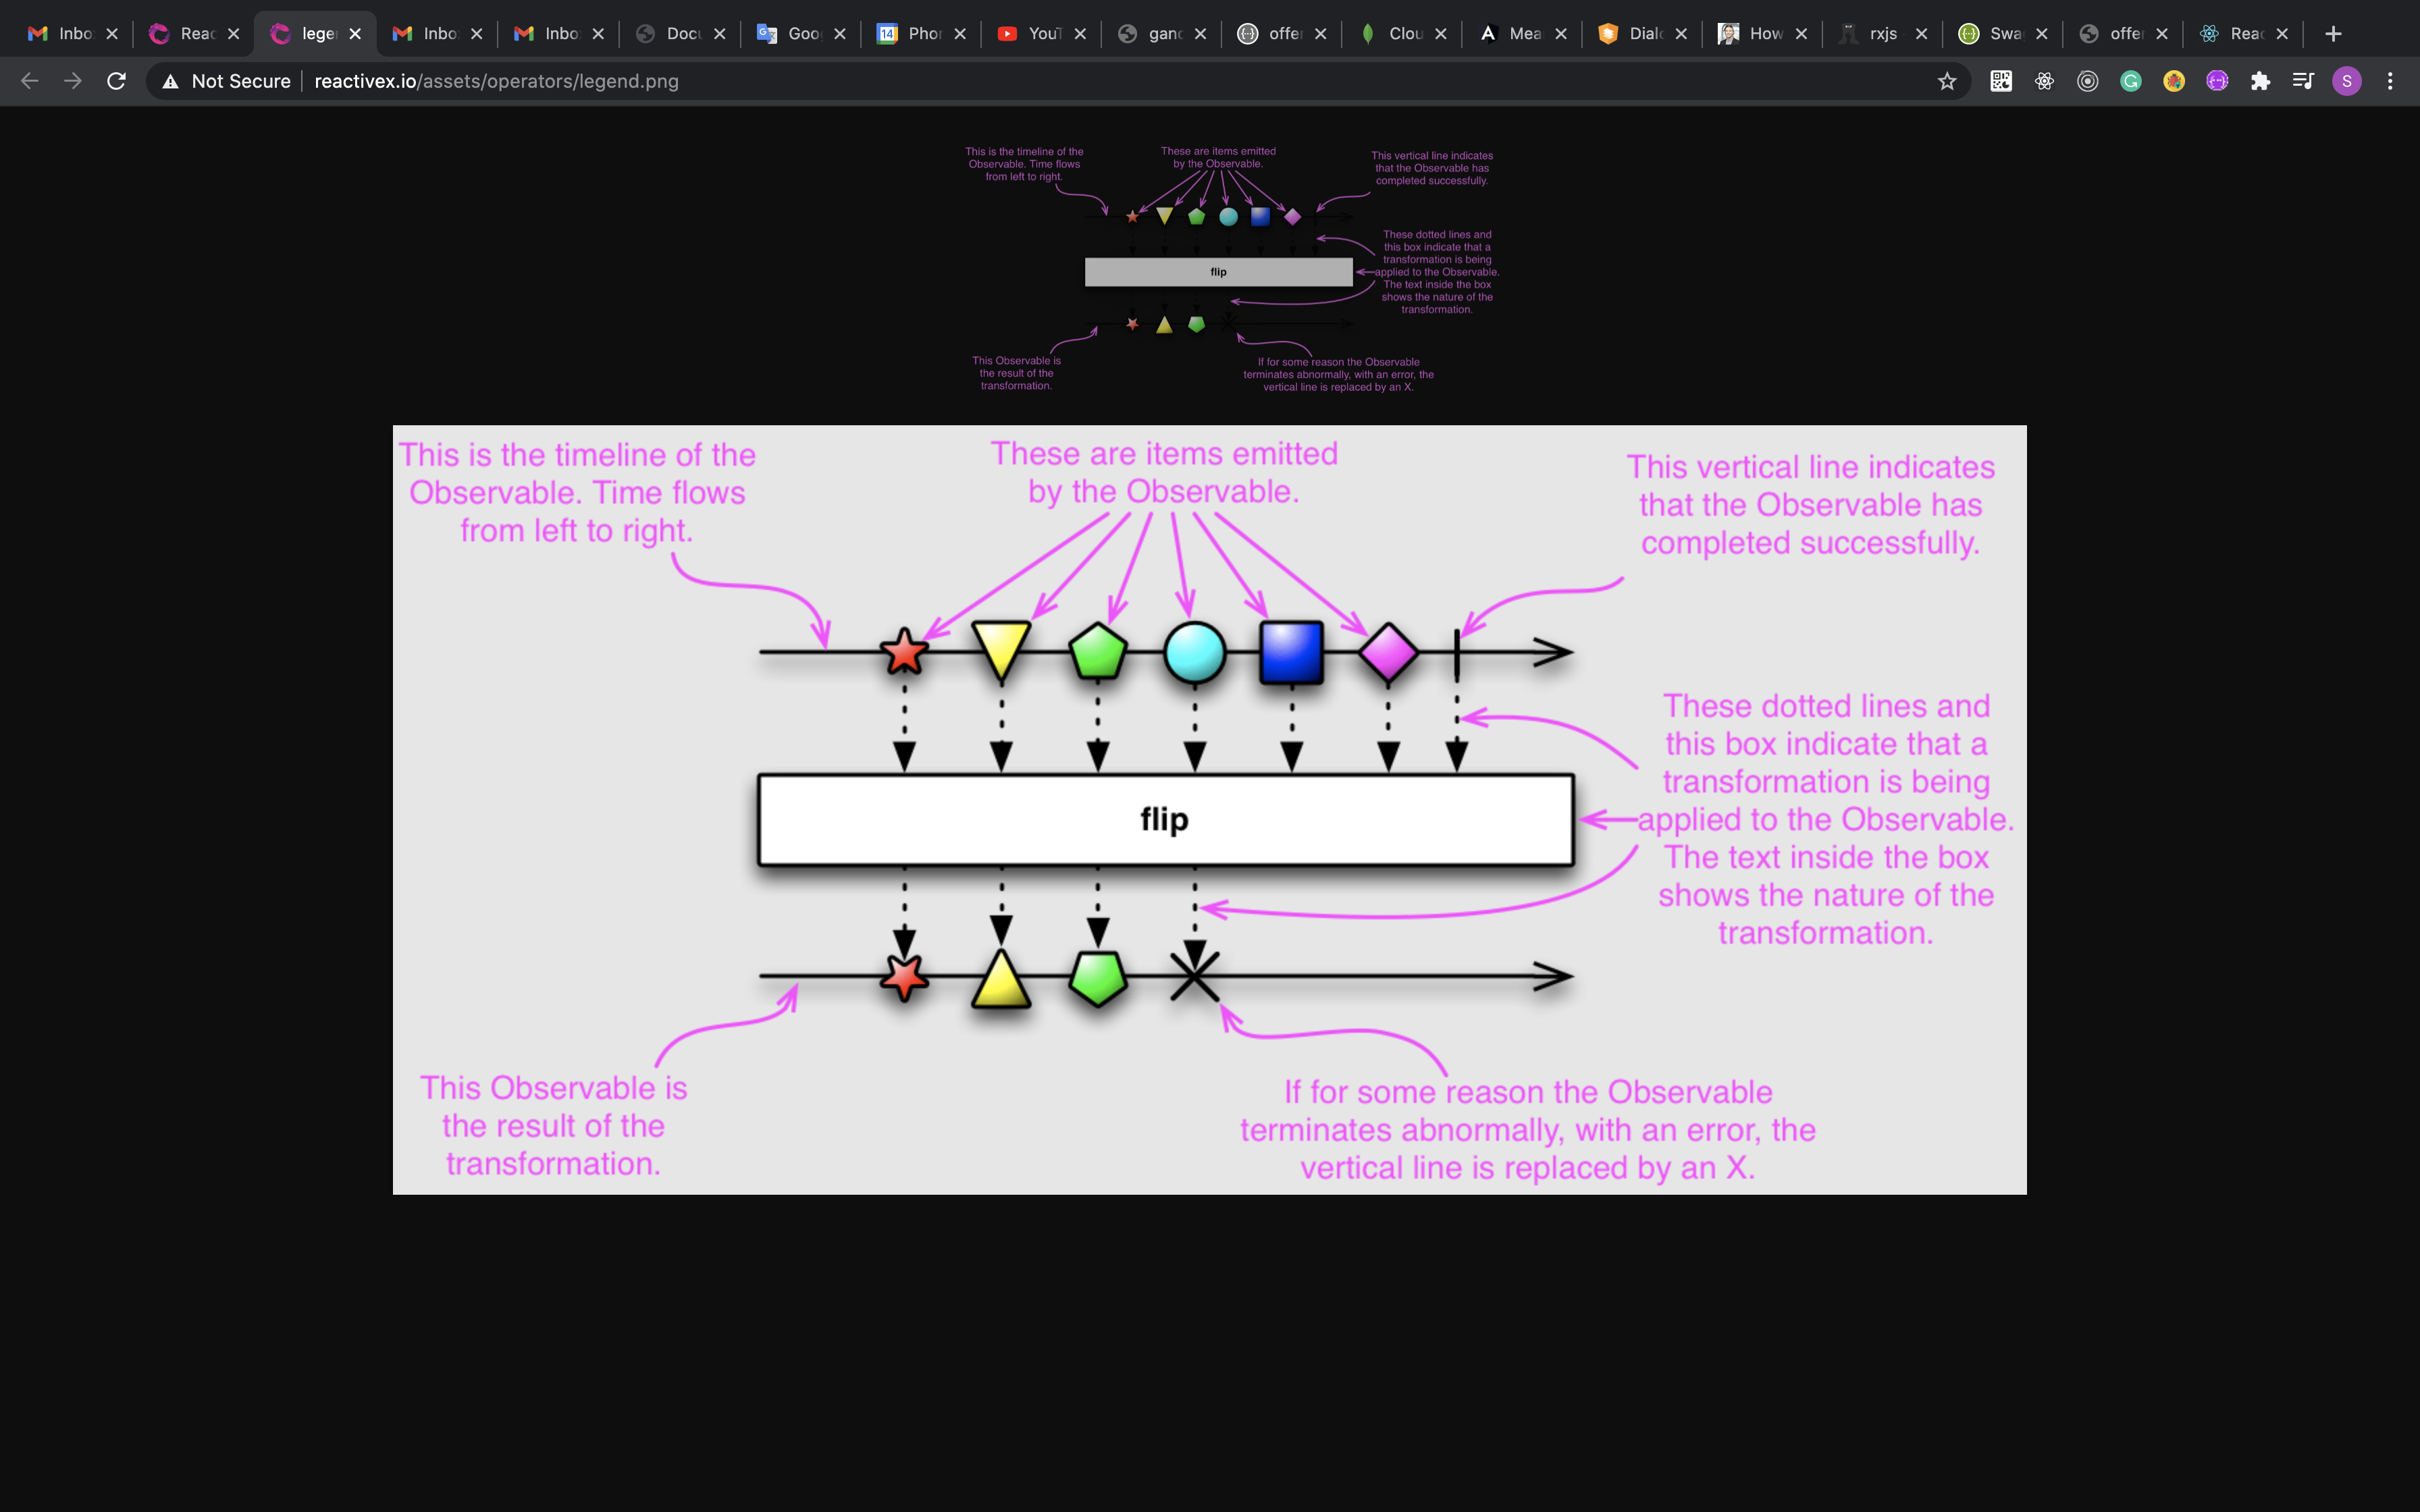 Inbo
Reac
leger
Inbo
Inbo
Docu
Goo
14
Phor
YouT
ganc
offer
Clou
Mea
Dialo
How
rxjs
Swa
offer
Reac
Not Secure
reactivex.io/assets/operators/legend.png
S
This is the timeline of the
Observable. Time flows
from left to right.
These are items emitted
by the Observable.
This vertical line indicates
that the Observable has
completed successfully.
These dotted lines and
this box indicate that a
transformation is being
applied to the Observable.
The text inside the box
shows the nature of the
transformation.
flip
This Observable is
the result of the
transformation.
If for some reason the Observable
terminates abnormally, with an error, the
vertical line is replaced by an X.
This is the timeline of the
Observable. Time flows
from left to right.
These are items emitted
by the Observable.
This vertical line indicates
that the Observable has
completed successfully.
These dotted lines and
this box indicate that a
transformation is being
applied to the Observable.
The text inside the box
shows the nature of the
transformation.
flip
This Observable is
the result of the
transformation.
If for some reason the Observable
terminates abnormally, with an error, the
vertical line is replaced by an X.